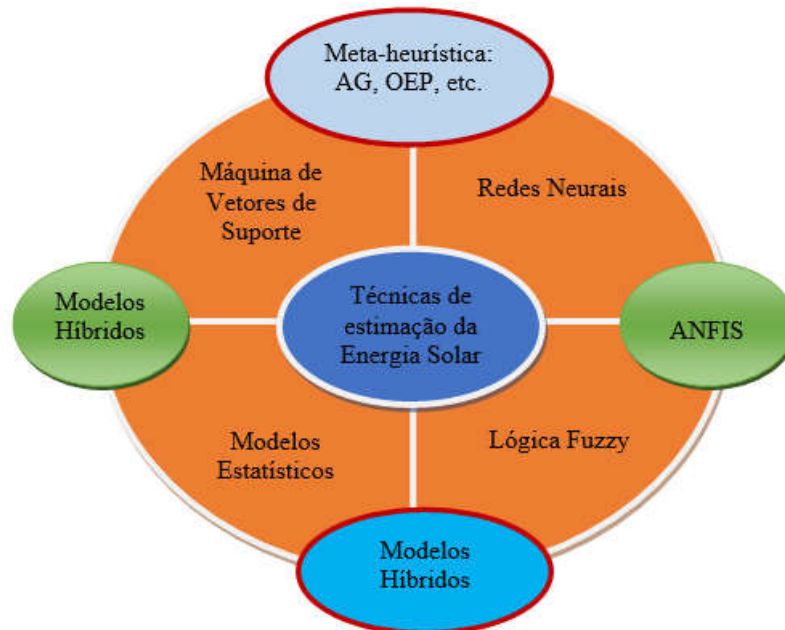 Meta-heurística:
AG, OEP, etc.
Máquina de
Vetores de
Suporte
Redes Neurais
Modelos
Híbridos
Técnicas de
estimação da
Energia Solar
ANFIS
Modelos
Estatísticos
Lógica Fuzzy
Modelos
Híbridos